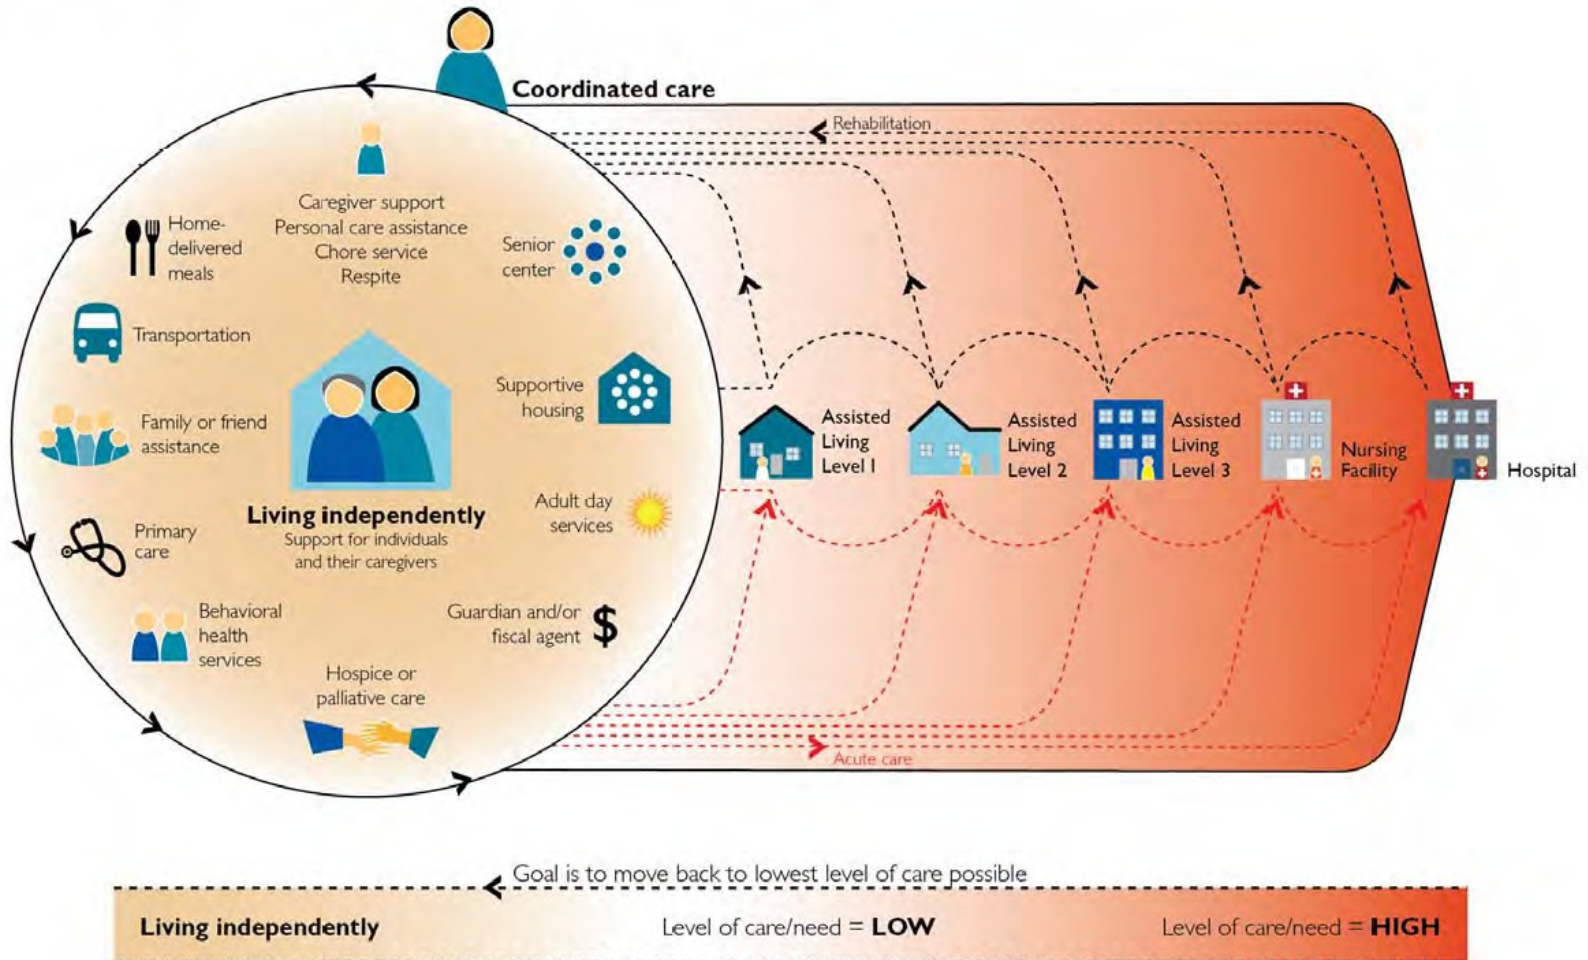 Coordinated care
Rehabilitation
Caregiver support
Personal care assistance
Chore service
Respite
Home-
delivered
meals
Senior
center
Transportation
Supportive
housing
Family or friend
assistance
Living independently
Support for individuals
and their caregivers
Adult day
services
Primary
care
Behavioral
health
services
Guardian and/or
fiscal agent
$
Hospice or
palliative care
Assisted
Living
Level 1
Assisted
Living
Level 2
Assisted
Living
Level 3
Nursing
Facility
Hospital
Acute care
Goal is to move back to lowest level of care possible
Living independently
Level of care/need = LOW
Level of care/need = HIGH